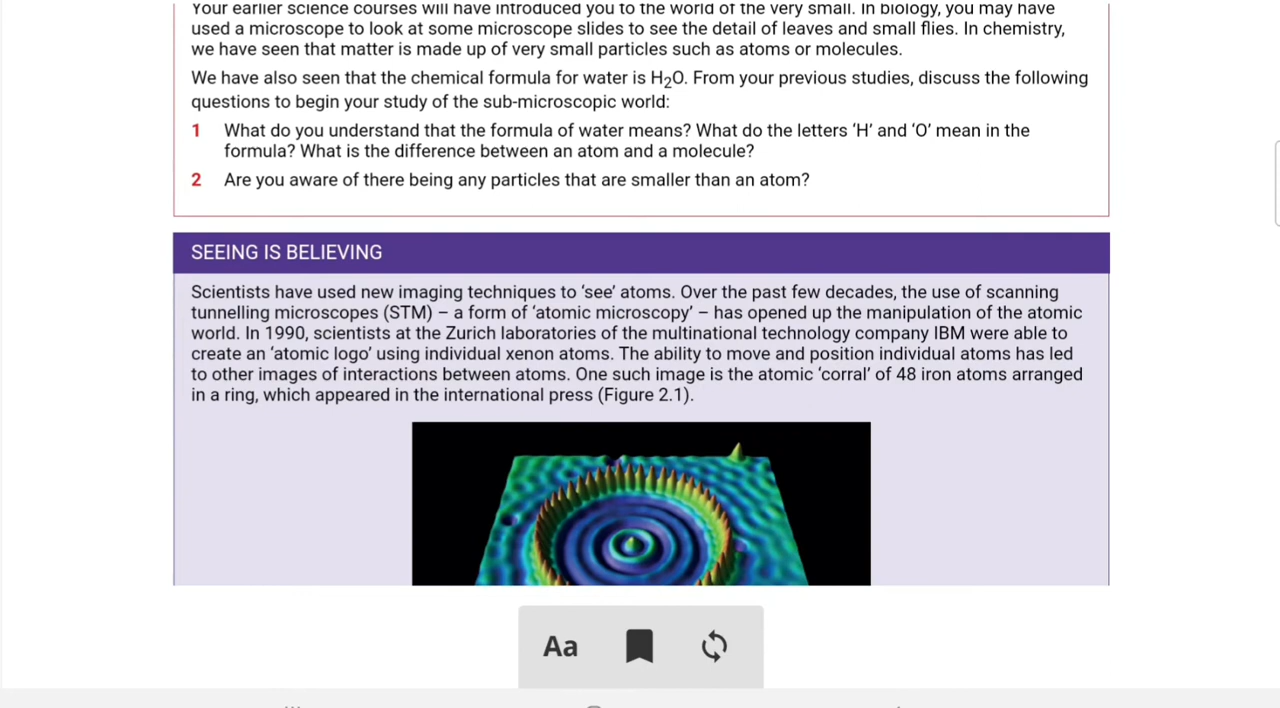 Your earlier science courses will have introduced you to the world of the very small. In biology, you may have
used a microscope to look at some microscope slides to see the detail of leaves and small flies. In chemistry,
we have seen that matter is made up of very small particles such as atoms or molecules.
We have also seen that the chemical formula for water is H₂O. From your previous studies, discuss the following
questions to begin your study of the sub-microscopic world:
1 What do you understand that the formula of water means? What do the letters ‘H’ and ‘O’ mean in the
formula? What is the difference between an atom and a molecule?
2 Are you aware of there being any particles that are smaller than an atom?
SEEING IS BELIEVING
Scientists have used new imaging techniques to ‘see’ atoms. Over the past few decades, the use of scanning
tunnelling microscopes (STM) – a form of ‘atomic microscopy’ – has opened up the manipulation of the atomic
world. In 1990, scientists at the Zurich laboratories of the multinational technology company IBM were able to
create an ‘atomic logo’ using individual xenon atoms. The ability to move and position individual atoms has led
to other images of interactions between atoms. One such image is the atomic ‘corral’ of 48 iron atoms arranged
in a ring, which appeared in the international press (Figure 2.1).
Aa